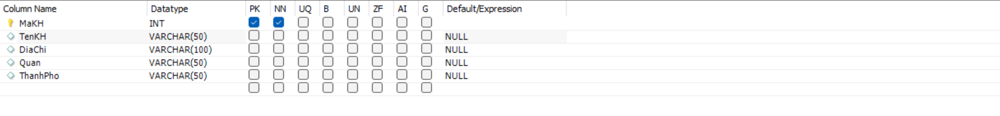 Column Name Datatype PK NN UQ B UN ZF AI G Default/Expression
MaKH INT
TenKH VARCHAR(50) NULL
DiaChi VARCHAR(100) NULL
Quan VARCHAR(50) NULL
ThanhPho VARCHAR(50) NULL